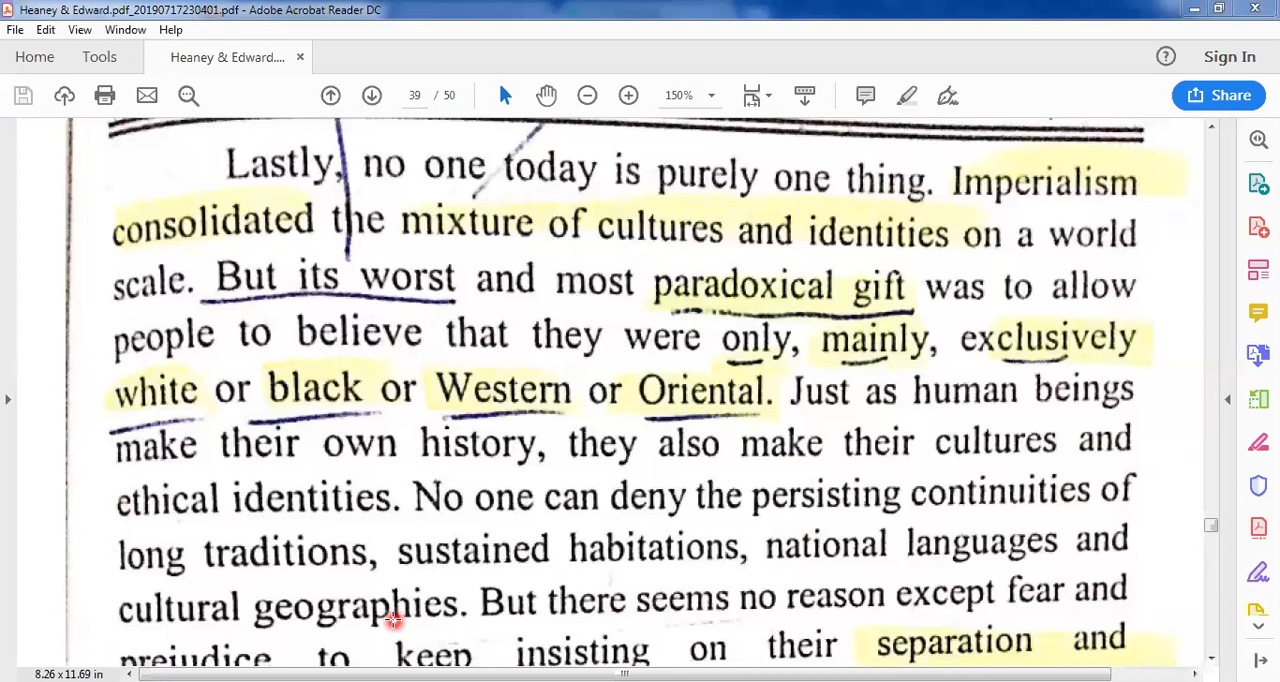 Heaney & Edward.pdf_20190717230401.pdf - Adobe Acrobat Reader DC
File Edit View Window Help
Home Tools Heaney & Edward.... × Sign In
39 / 50 150% Share
Lastly, no one today is purely one thing. Imperialism
consolidated the mixture of cultures and identities on a world
scale. But its worst and most paradoxical gift was to allow
people to believe that they were only, mainly, exclusively
white or black or Western or Oriental. Just as human beings
make their own history, they also make their cultures and
ethical identities. No one can deny the persisting continuities of
long traditions, sustained habitations, national languages and
cultural geographies. But there seems no reason except fear and
prejudice to keep insisting on their separation and
8.26 x 11.69 in